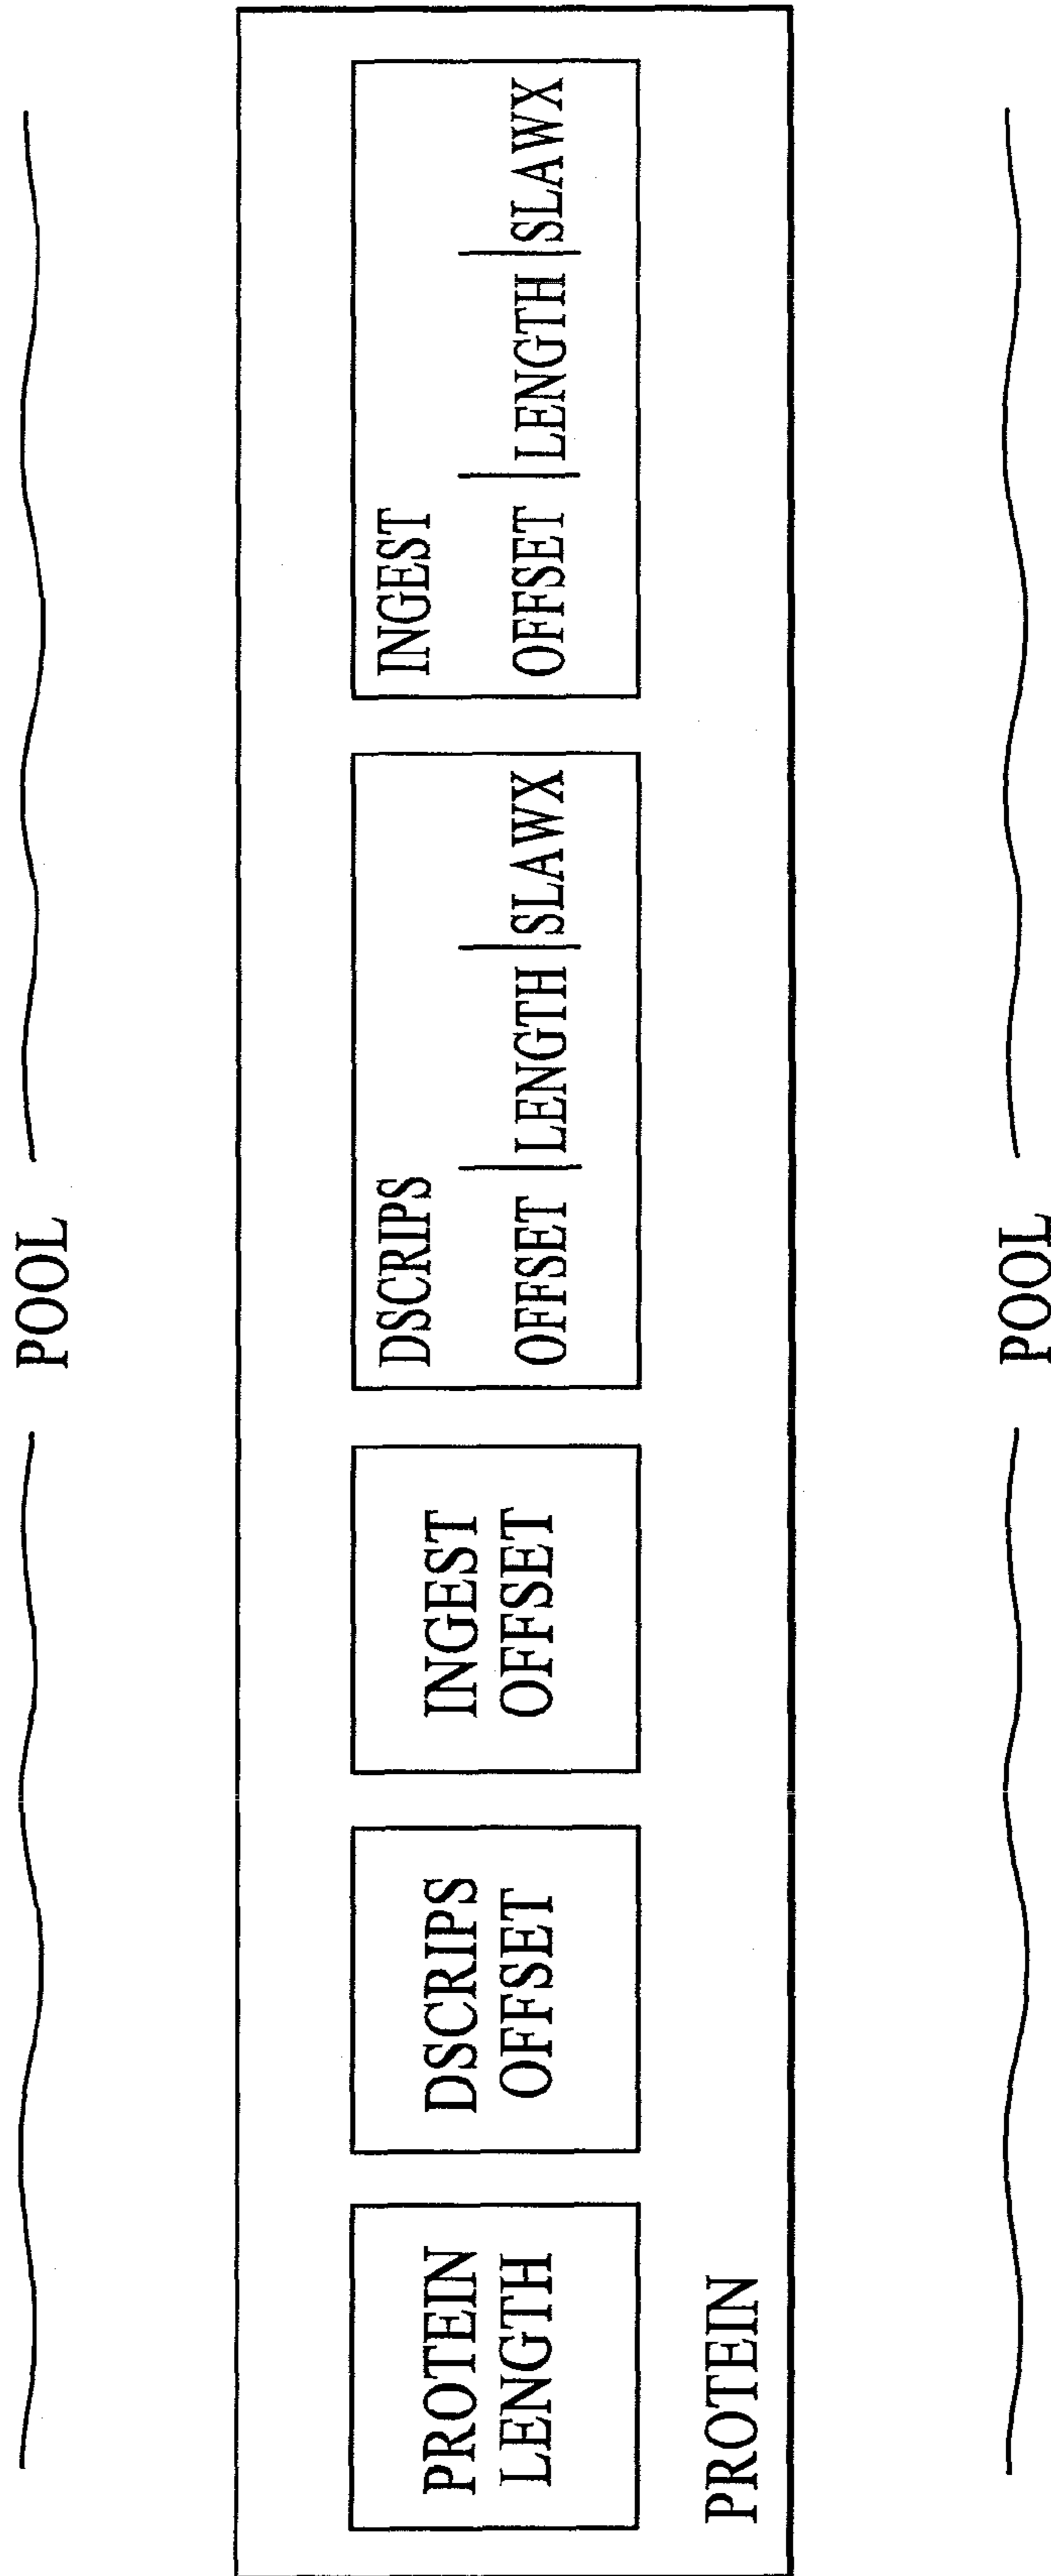 POOL
PROTEIN
LENGTH
DSCRIPS
OFFSET
INGEST
OFFSET
DSCRIPS
OFFSET LENGTH SLAWX
INGEST
OFFSET LENGTH SLAWX
PROTEIN
POOL